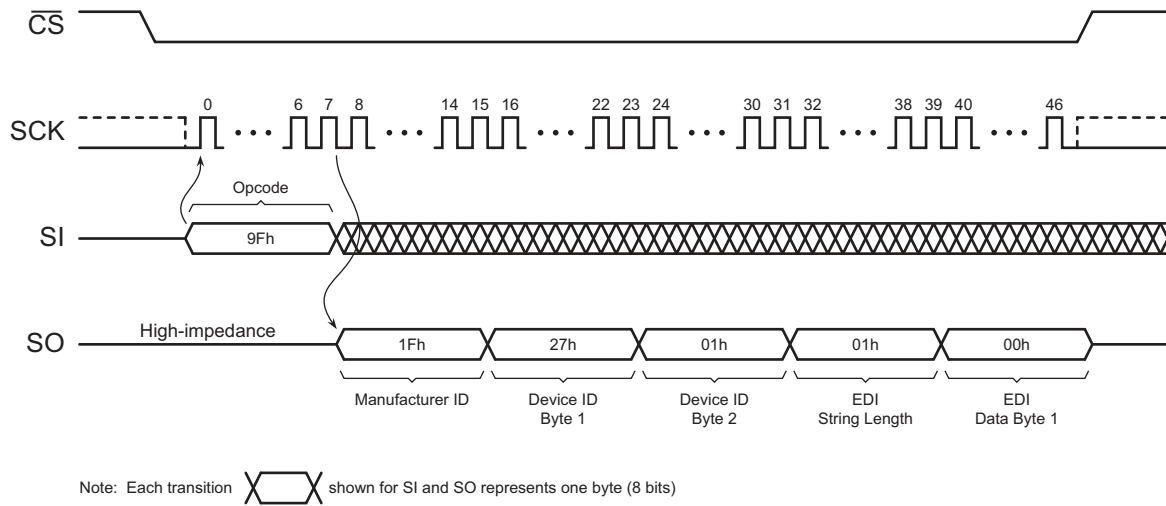 CS
0 6 7 8 14 15 16 22 23 24 30 31 32 38 39 40 46
SCK
Opcode
SI 9Fh
High-impedance
SO 1Fh 27h 01h 01h 00h
Manufacturer ID Device ID Device ID EDI EDI
Byte 1 Byte 2 String Length Data Byte 1
Note: Each transition shown for SI and SO represents one byte (8 bits)